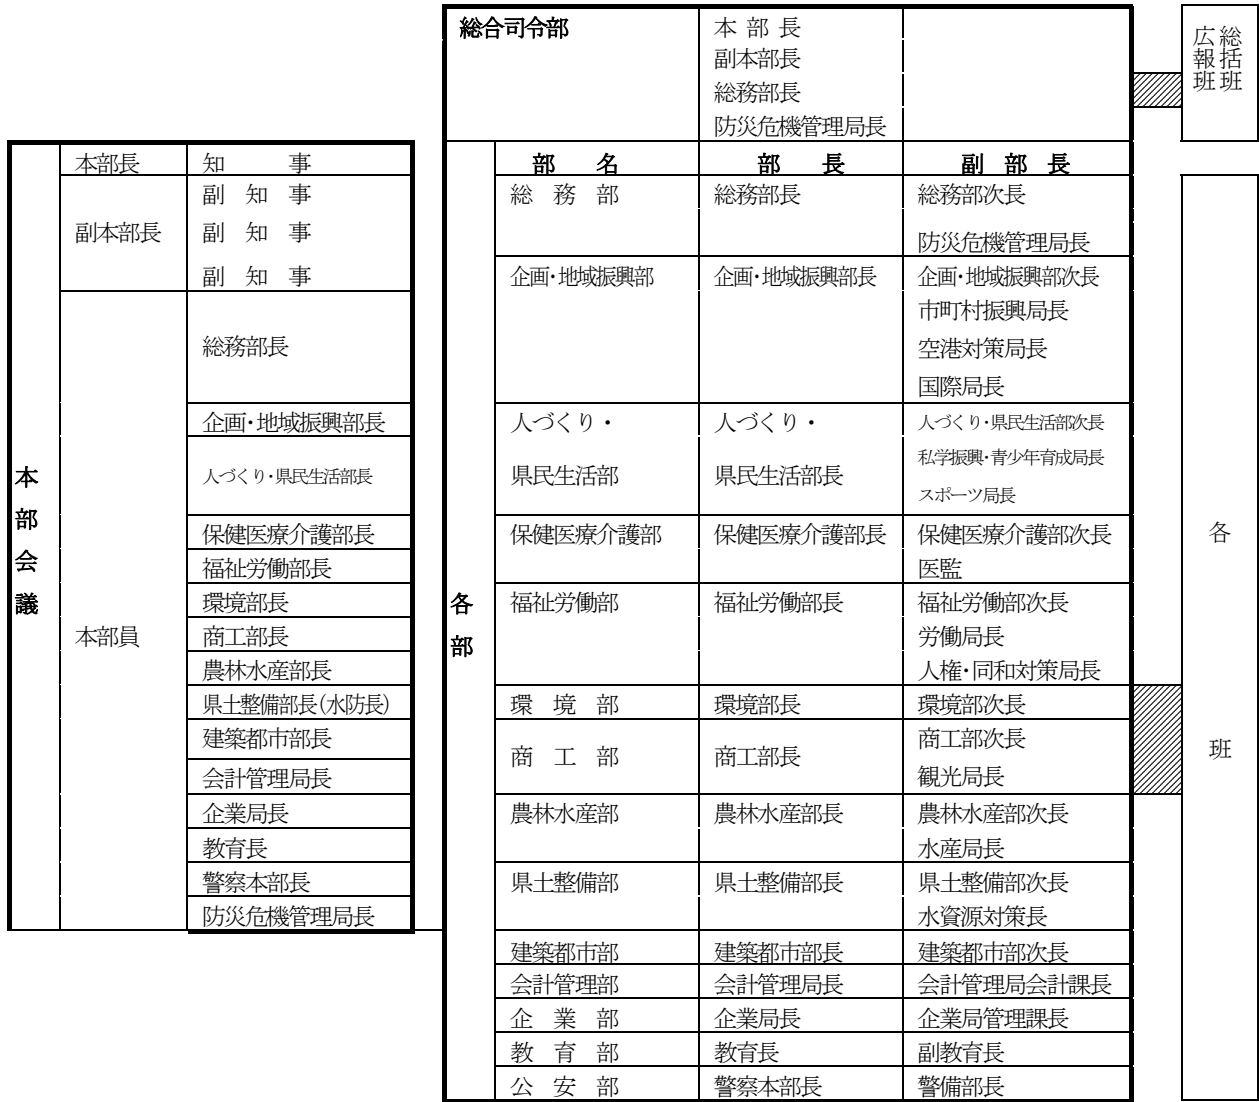 総合司令部
本 部 長
副本部長
総務部長
防災危機管理局長
総括班
広報班
本部会議
本部長 知 事
副本部長
副 知 事
副 知 事
副 知 事
本部員
総務部長
企画・地域振興部長
人づくり・県民生活部長
保健医療介護部長
福祉労働部長
環境部長
商工部長
農林水産部長
県土整備部長(水防長)
建築都市部長
会計管理局長
企業局長
教育長
警察本部長
防災危機管理局長
各部
部 名 部 長 副 部 長
総 務 部 総務部長 総務部次長
防災危機管理局長
企画・地域振興部 企画・地域振興部長 企画・地域振興部次長
市町村振興局長
空港対策局長
国際局長
人づくり・ 人づくり・ 人づくり・県民生活部次長
県民生活部 県民生活部長 私学振興・青少年育成局長
スポーツ局長
保健医療介護部 保健医療介護部長 保健医療介護部次長
医監
福祉労働部 福祉労働部長 福祉労働部次長
労働局長
人権・同和対策局長
環 境 部 環境部長 環境部次長
商 工 部 商工部長 商工部次長
観光局長
農林水産部 農林水産部長 農林水産部次長
水産局長
県土整備部 県土整備部長 県土整備部次長
水資源対策長
建築都市部 建築都市部長 建築都市部次長
会計管理部 会計管理局長 会計管理局会計課長
企 業 部 企業局長 企業局管理課長
教 育 部 教育長 副教育長
公 安 部 警察本部長 警備部長
各班